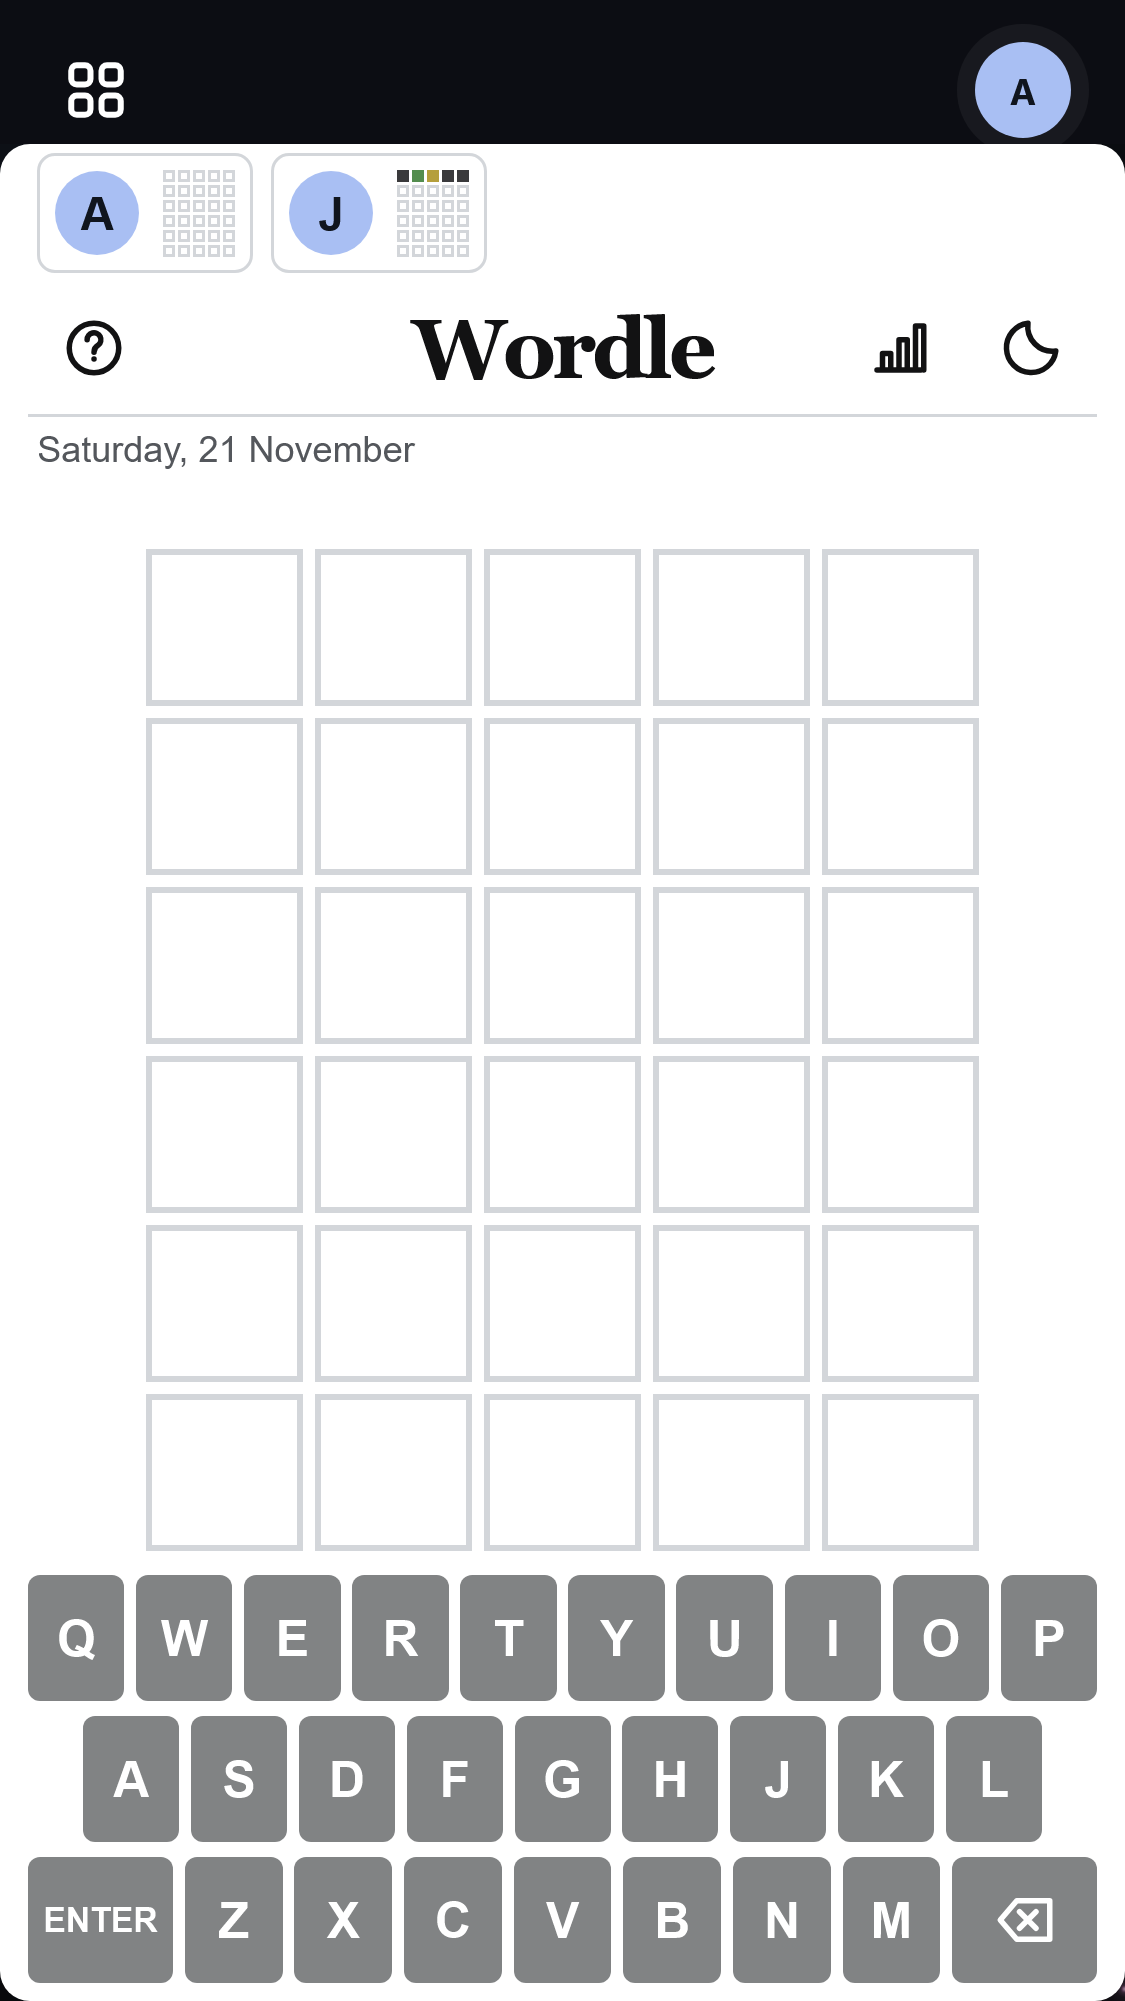 A
A J
Wordle
Saturday, 21 November
Q W E R T Y U I O P
A S D F G H J K L
ENTER Z X C V B N M